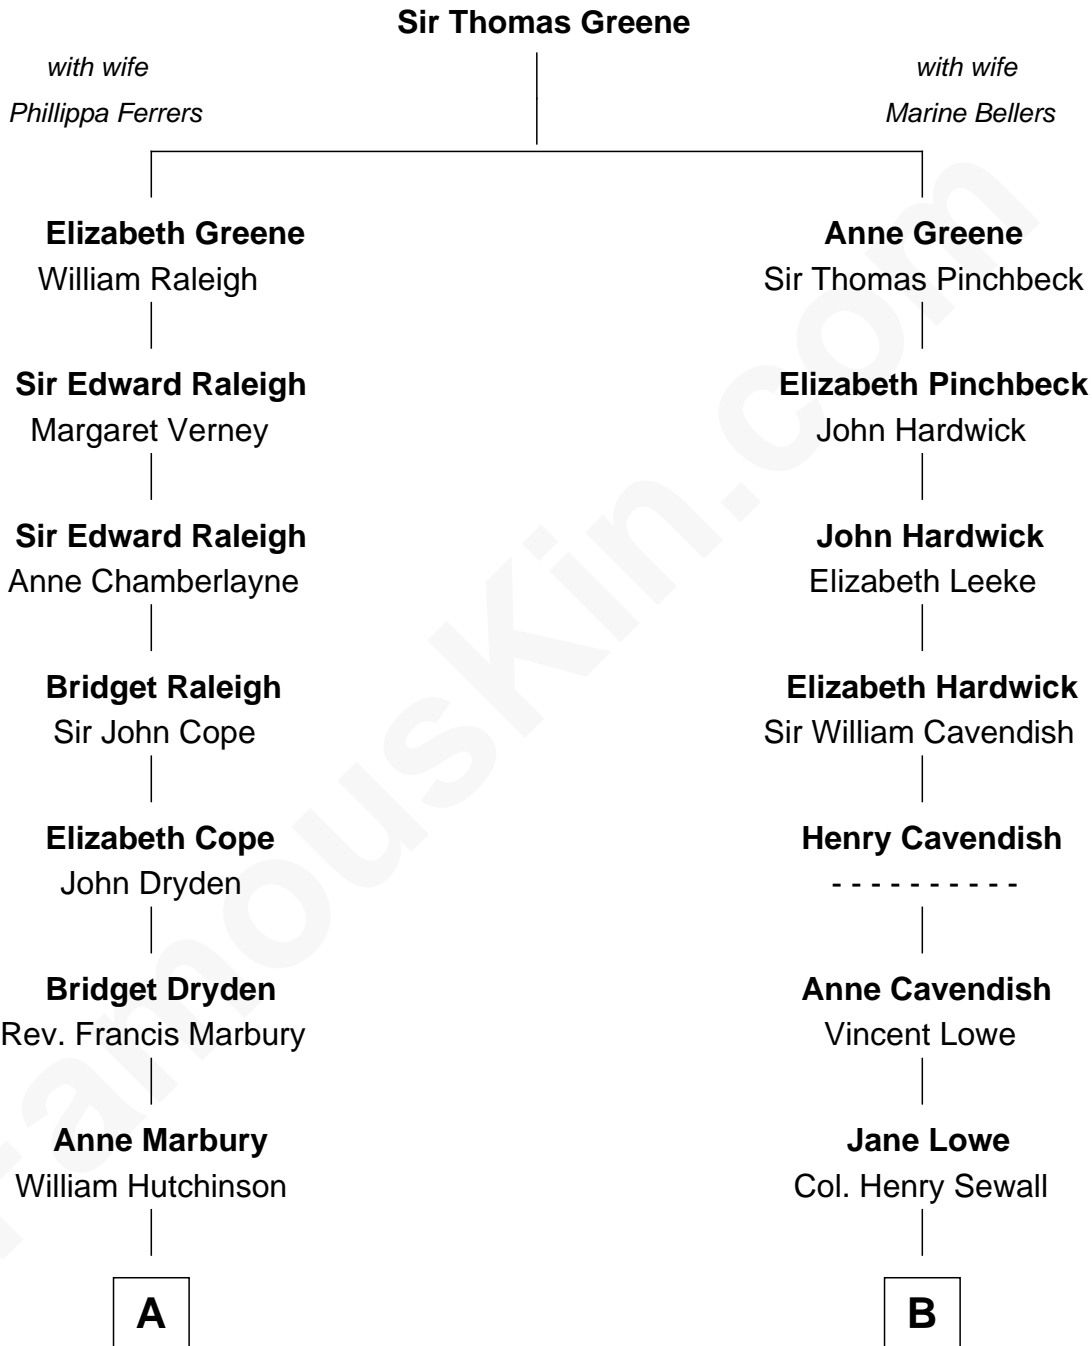 Sir Thomas Greene
with wife
Phillippa Ferrers
with wife
Marine Bellers
Elizabeth Greene
William Raleigh
Anne Greene
Sir Thomas Pinchbeck
Sir Edward Raleigh
Margaret Verney
Elizabeth Pinchbeck
John Hardwick
Sir Edward Raleigh
Anne Chamberlayne
John Hardwick
Elizabeth Leeke
Bridget Raleigh
Sir John Cope
Elizabeth Hardwick
Sir William Cavendish
Elizabeth Cope
John Dryden
Henry Cavendish
- - - - - - - - - -
Bridget Dryden
Rev. Francis Marbury
Anne Cavendish
Vincent Lowe
Anne Marbury
William Hutchinson
Jane Lowe
Col. Henry Sewall
A
B
FamousKin.com